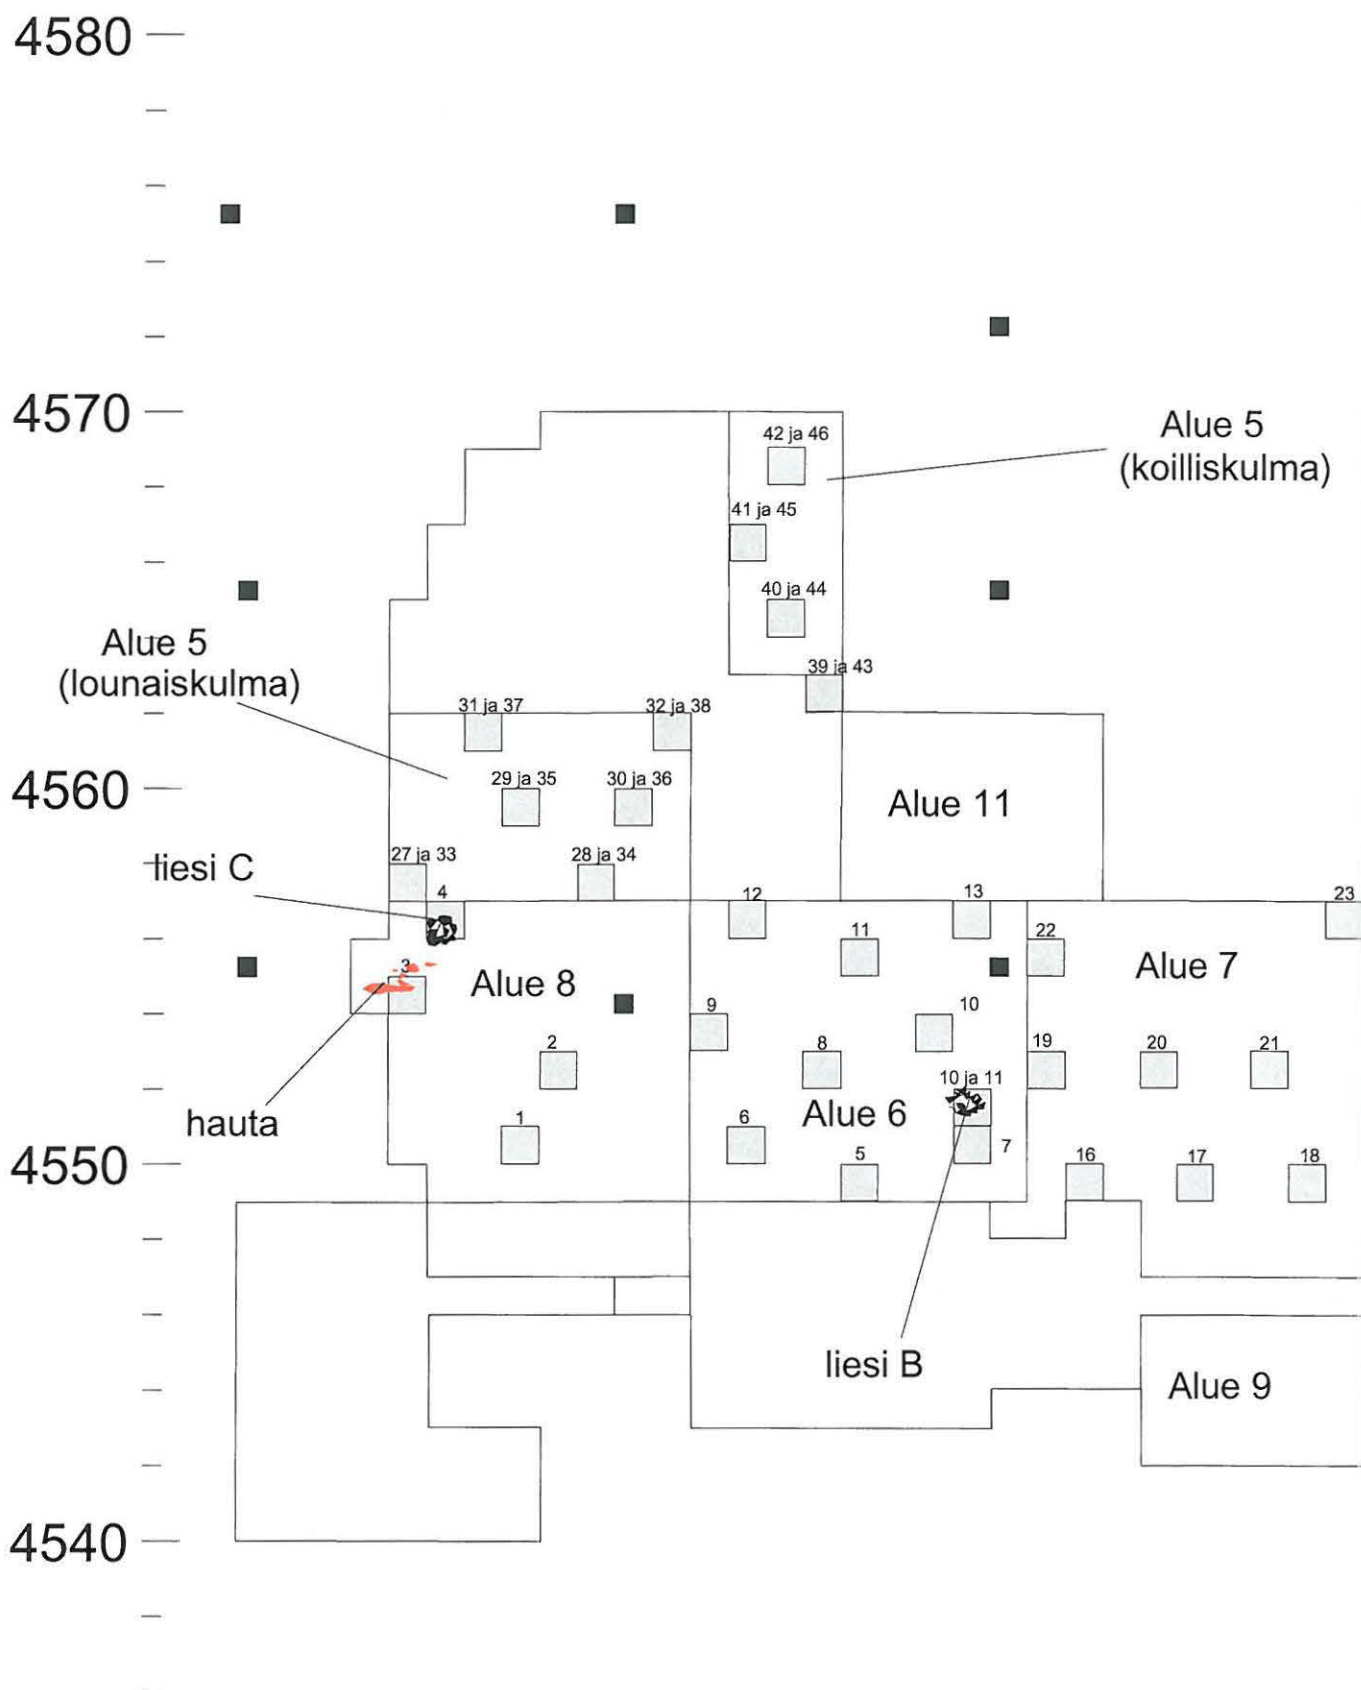 4580
4570
Alue 5
(koilliskulma)
42 ja 46
41 ja 45
40 ja 44
39 ja 43
Alue 5
(lounaiskulma)
31 ja 37
32 ja 38
29 ja 35
30 ja 36
4560
Alue 11
27 ja 33
28 ja 34
liesi C
4
12
13
23
11
22
3
Alue 8
Alue 7
9
10
2
8
19
20
21
10 ja 11
Alue 6
hauta
1
6
5
7
4550
16
17
18
liesi B
Alue 9
4540